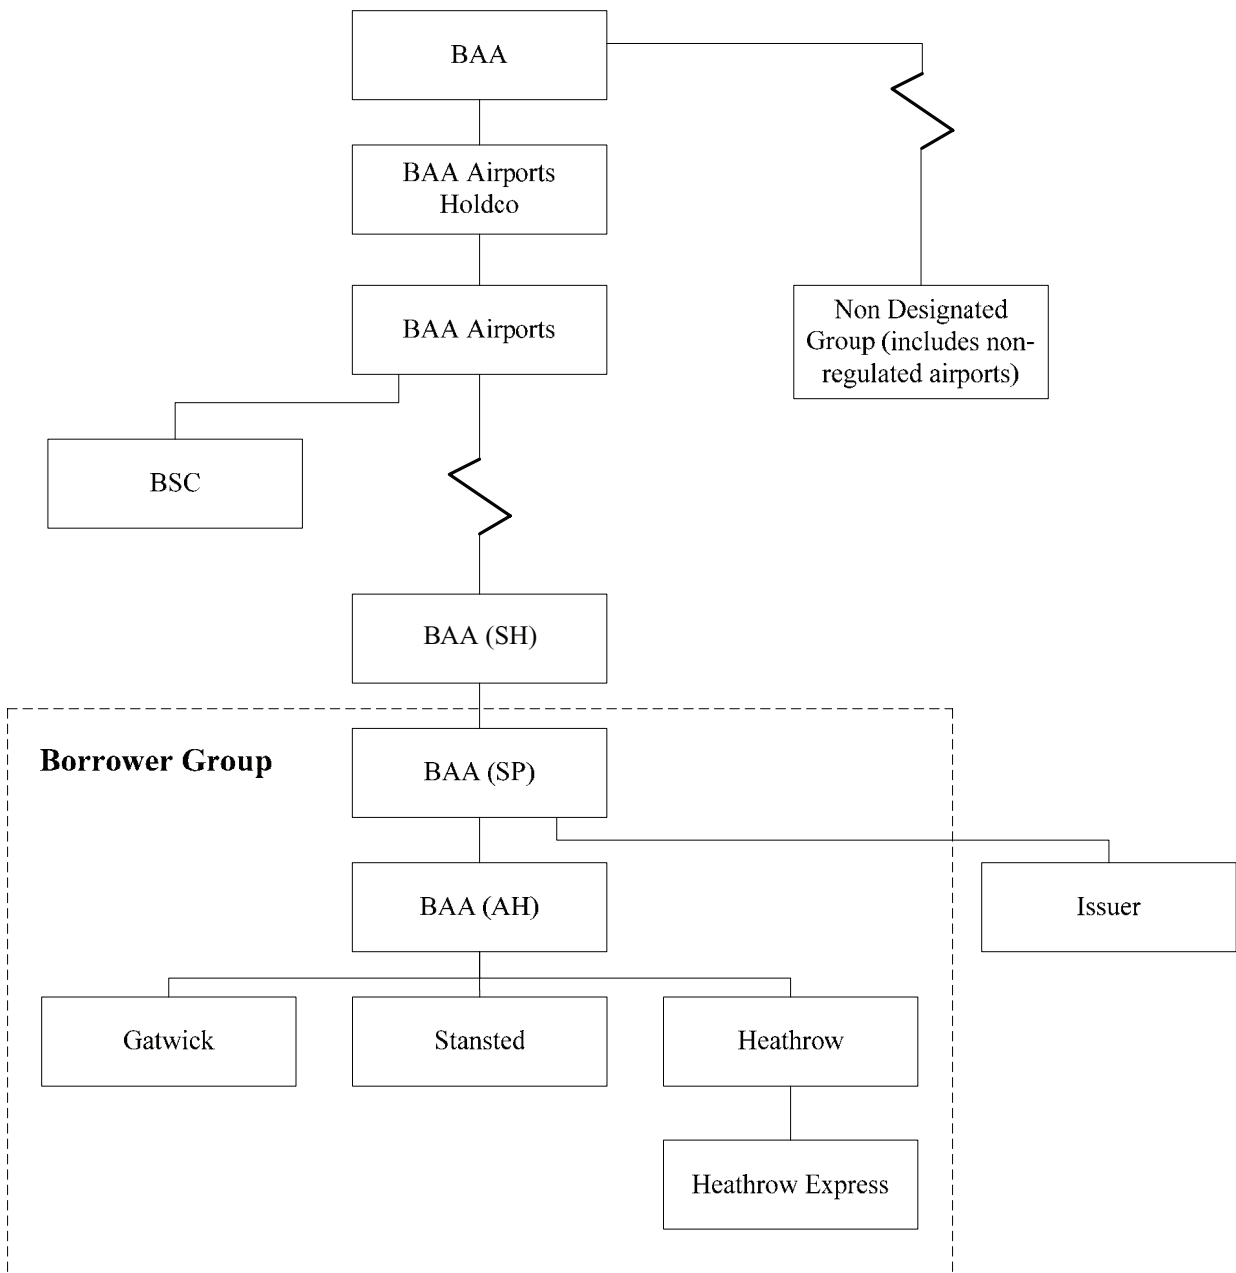 BAA
BAA Airports
Holdco
BAA Airports
Non Designated
Group (includes non-
regulated airports)
BSC
BAA (SH)
Borrower Group
BAA (SP)
BAA (AH)
Issuer
Gatwick
Stansted
Heathrow
Heathrow Express